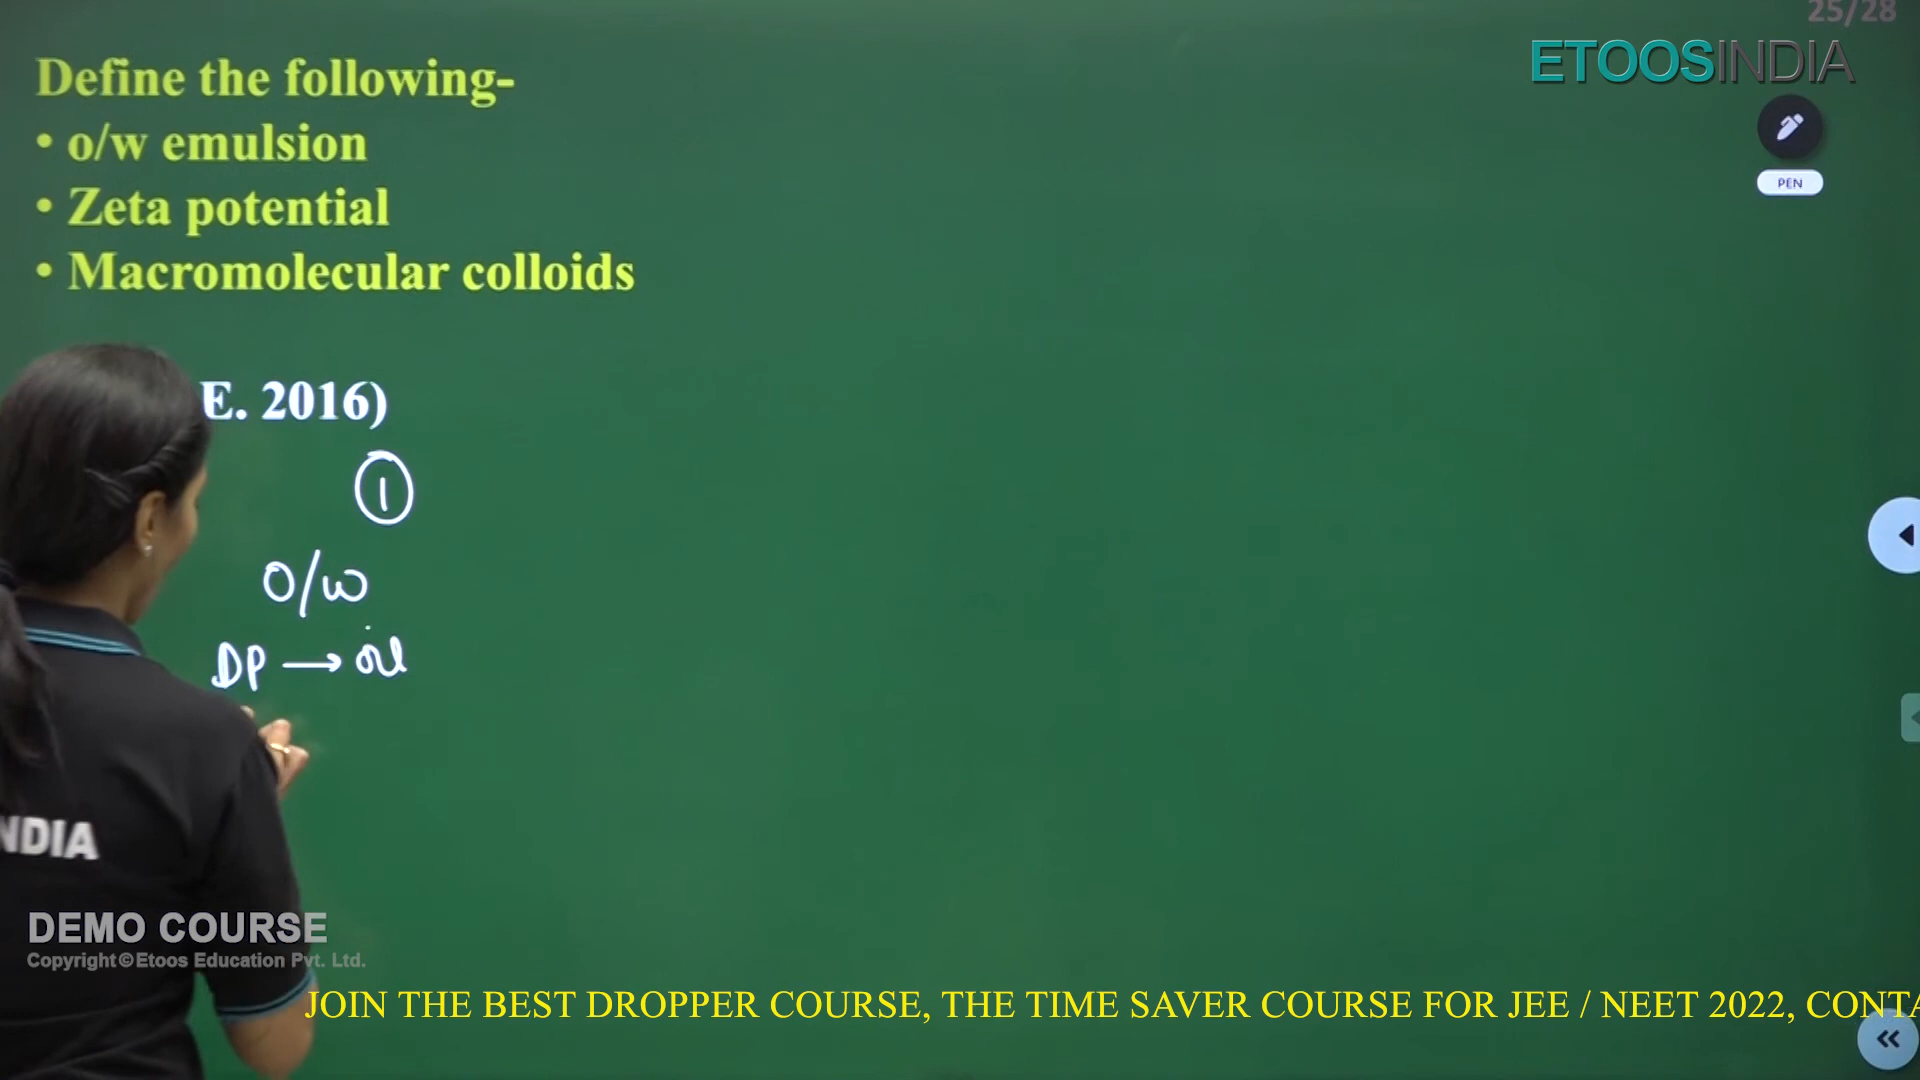 25/28
ETOOSINDIA
Define the following-
• o/w emulsion
PEN
• Zeta potential
• Macromolecular colloids
E. 2016)
1
O/W
DP → oil
NDIA
DEMO COURSE
Copyright©Etoos Education Pvt. Ltd.
JOIN THE BEST DROPPER COURSE, THE TIME SAVER COURSE FOR JEE / NEET 2022, CONTA